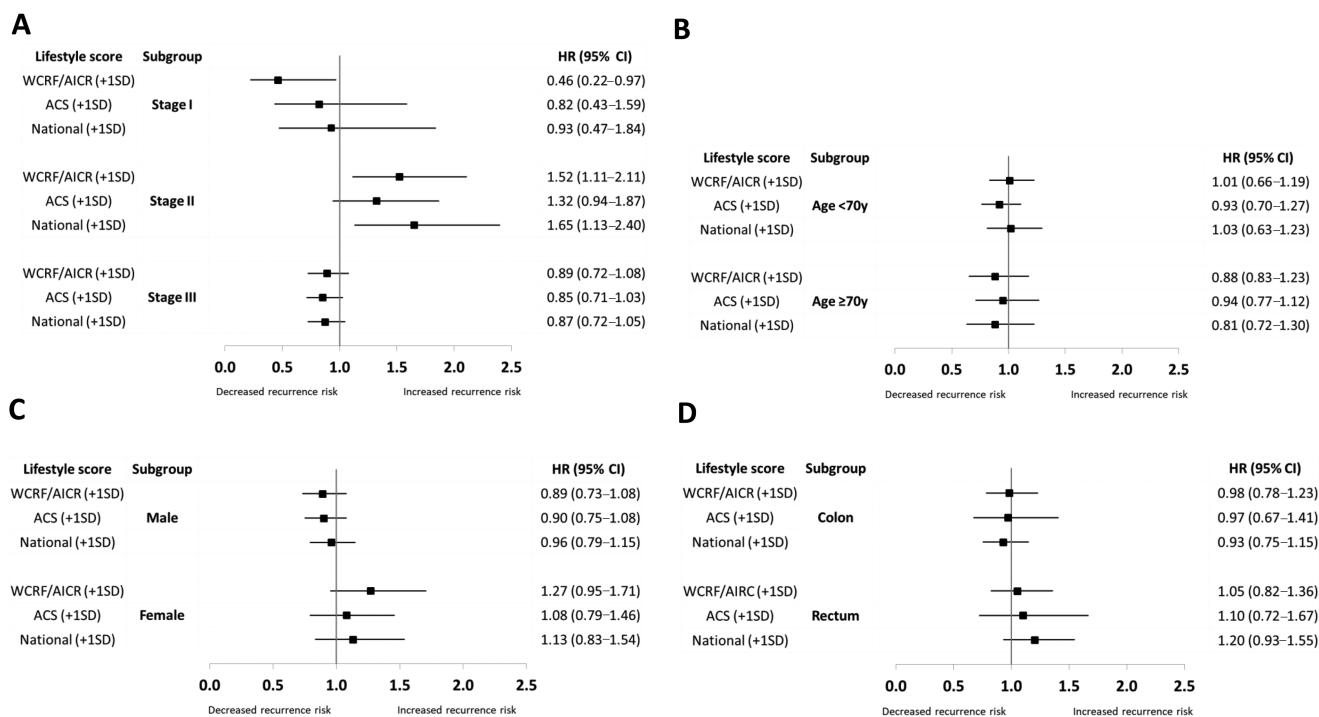 A
Lifestyle score Subgroup HR (95% CI)
WCRF/AICR (+1SD) 0.46 (0.22–0.97)
ACS (+1SD) Stage I 0.82 (0.43–1.59)
National (+1SD) 0.93 (0.47–1.84)
WCRF/AICR (+1SD) 1.52 (1.11–2.11)
ACS (+1SD) Stage II 1.32 (0.94–1.87)
National (+1SD) 1.65 (1.13–2.40)
WCRF/AICR (+1SD) 0.89 (0.72–1.08)
ACS (+1SD) Stage III 0.85 (0.71–1.03)
National (+1SD) 0.87 (0.72–1.05)
0.0 0.5 1.0 1.5 2.0 2.5
Decreased recurrence risk Increased recurrence risk
B
Lifestyle score Subgroup HR (95% CI)
WCRF/AICR (+1SD) 1.01 (0.66–1.19)
ACS (+1SD) Age <70y 0.93 (0.70–1.27)
National (+1SD) 1.03 (0.63–1.23)
WCRF/AICR (+1SD) 0.88 (0.83–1.23)
ACS (+1SD) Age ≥70y 0.94 (0.77–1.12)
National (+1SD) 0.81 (0.72–1.30)
0.0 0.5 1.0 1.5 2.0 2.5
Decreased recurrence risk Increased recurrence risk
C
Lifestyle score Subgroup HR (95% CI)
WCRF/AICR (+1SD) 0.89 (0.73–1.08)
ACS (+1SD) Male 0.90 (0.75–1.08)
National (+1SD) 0.96 (0.79–1.15)
WCRF/AICR (+1SD) 1.27 (0.95–1.71)
ACS (+1SD) Female 1.08 (0.79–1.46)
National (+1SD) 1.13 (0.83–1.54)
0.0 0.5 1.0 1.5 2.0 2.5
Decreased recurrence risk Increased recurrence risk
D
Lifestyle score Subgroup HR (95% CI)
WCRF/AICR (+1SD) 0.98 (0.78–1.23)
ACS (+1SD) Colon 0.97 (0.67–1.41)
National (+1SD) 0.93 (0.75–1.15)
WCRF/AIRC (+1SD) 1.05 (0.82–1.36)
ACS (+1SD) Rectum 1.10 (0.72–1.67)
National (+1SD) 1.20 (0.93–1.55)
0.0 0.5 1.0 1.5 2.0 2.5
Decreased recurrence risk Increased recurrence risk